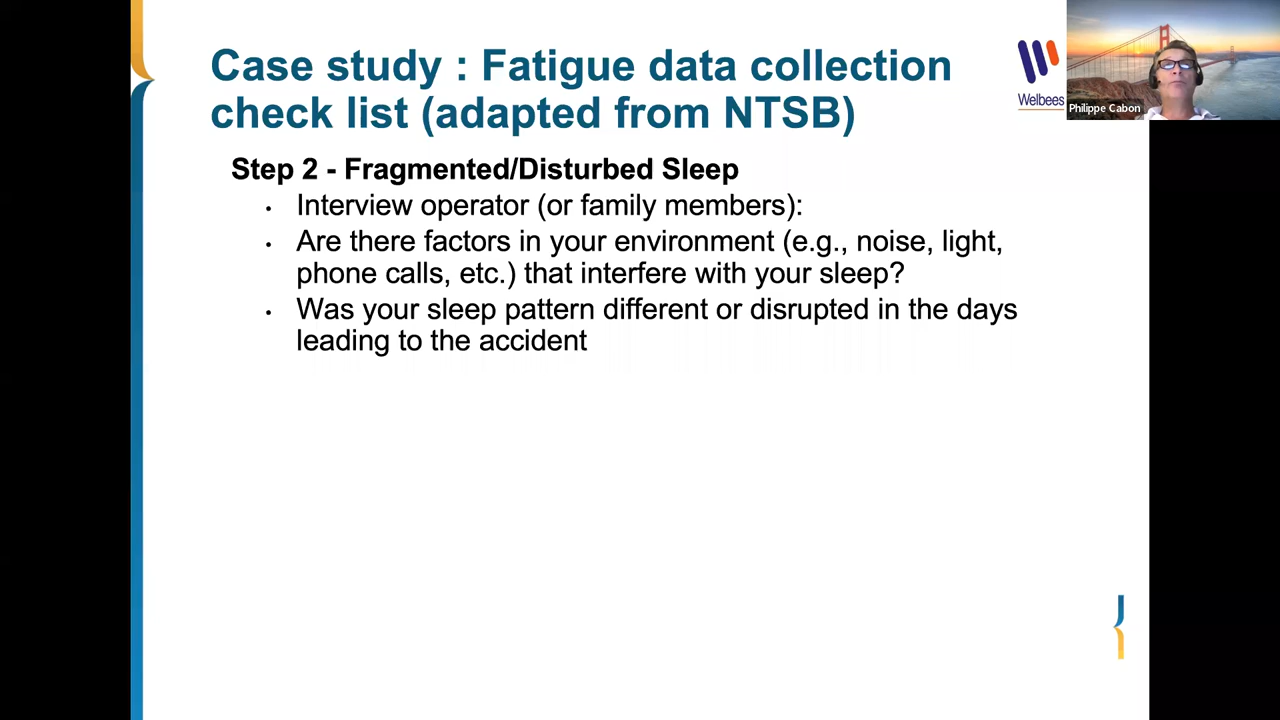 Case study : Fatigue data collection
check list (adapted from NTSB)
Welbees
Philippe Cabon
Step 2 - Fragmented/Disturbed Sleep
• Interview operator (or family members):
• Are there factors in your environment (e.g., noise, light,
phone calls, etc.) that interfere with your sleep?
• Was your sleep pattern different or disrupted in the days
leading to the accident